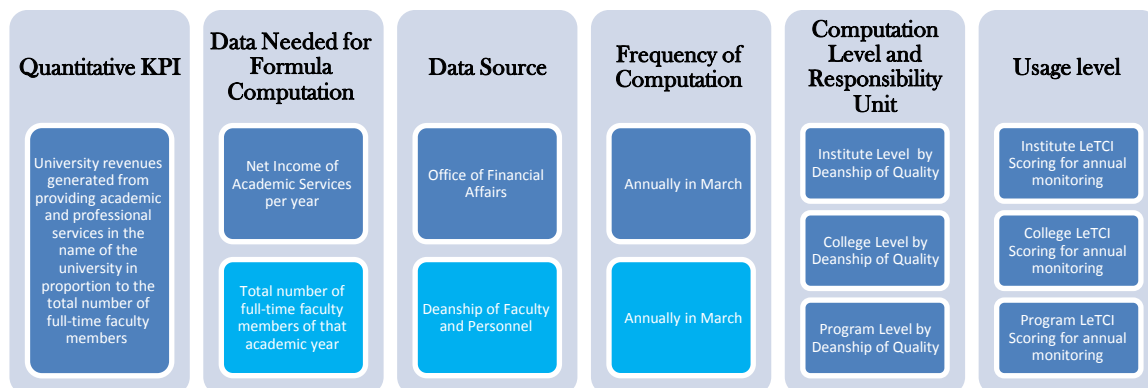 Quantitative KPI
University revenues
generated from
providing academic
and professional
services in the
name of the
university in
proportion to the
total number of
full-time faculty
members
Data Needed for
Formula
Computation
Net Income of
Academic Services
per year
Total number of
full-time faculty
members of that
academic year
Data Source
Office of Financial
Affairs
Deanship of Faculty
and Personnel
Frequency of
Computation
Annually in March
Annually in March
Computation
Level and
Responsibility
Unit
Institute Level by
Deanship of Quality
College Level by
Deanship of Quality
Program Level by
Deanship of Quality
Usage level
Institute LeTCI
Scoring for annual
monitoring
College LeTCI
Scoring for annual
monitoring
Program LeTCI
Scoring for annual
monitoring